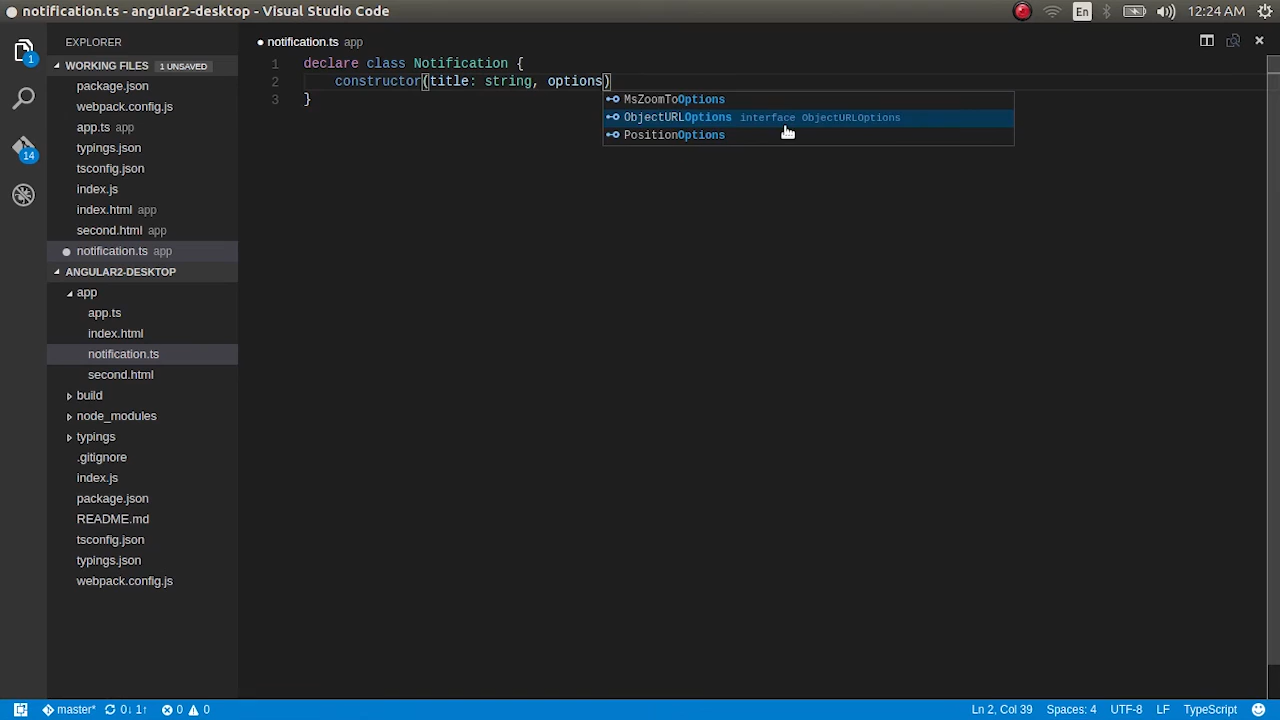 notification.ts - angular2-desktop - Visual Studio Code
En
12:24 AM
EXPLORER
WORKING FILES 1 UNSAVED
package.json
webpack.config.js
app.ts app
typings.json
tsconfig.json
index.js
index.html app
second.html app
notification.ts app
ANGULAR2-DESKTOP
app
app.ts
index.html
notification.ts
second.html
build
node_modules
typings
.gitignore
index.js
package.json
README.md
tsconfig.json
typings.json
webpack.config.js
1
14
notification.ts app
1 declare class Notification {
2 constructor(title: string, options)
3 }
MsZoomToOptions
ObjectURLOptions interface ObjectURLOptions
PositionOptions
master* 0↓ 1↑ 0 0
Ln 2, Col 39 Spaces: 4 UTF-8 LF TypeScript